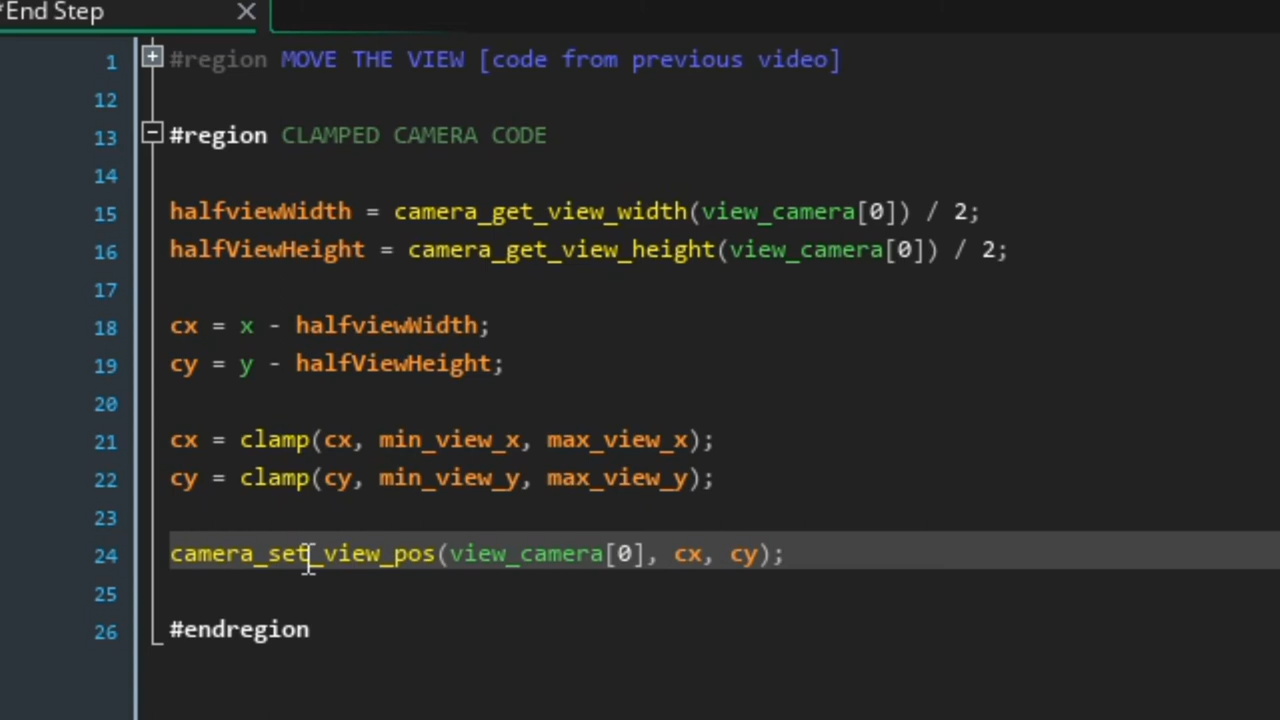 *End Step
1 #region MOVE THE VIEW [code from previous video]
12
13 #region CLAMPED CAMERA CODE
14
15 halfviewWidth = camera_get_view_width(view_camera[0]) / 2;
16 halfViewHeight = camera_get_view_height(view_camera[0]) / 2;
17
18 cx = x - halfviewWidth;
19 cy = y - halfViewHeight;
20
21 cx = clamp(cx, min_view_x, max_view_x);
22 cy = clamp(cy, min_view_y, max_view_y);
23
24 camera_set_view_pos(view_camera[0], cx, cy);
25
26 #endregion